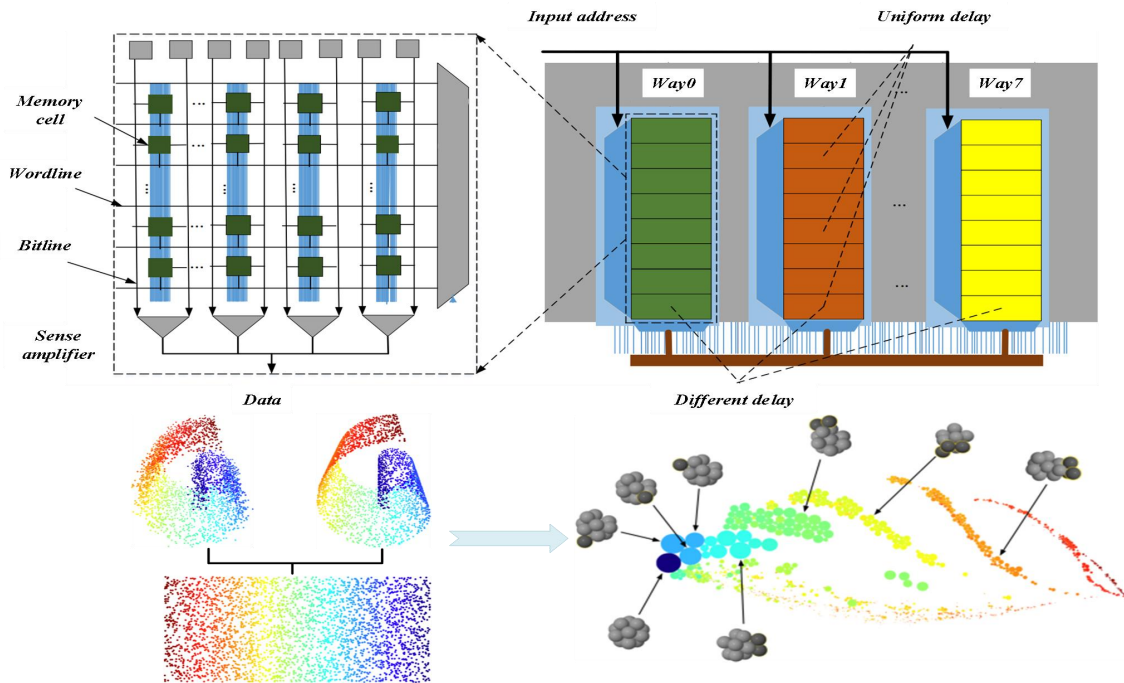 Input address
Uniform delay
Memory
cell
Way0
Way1
Way7
...
Wordline
Bitline
...
Sense
amplifier
Data
Different delay